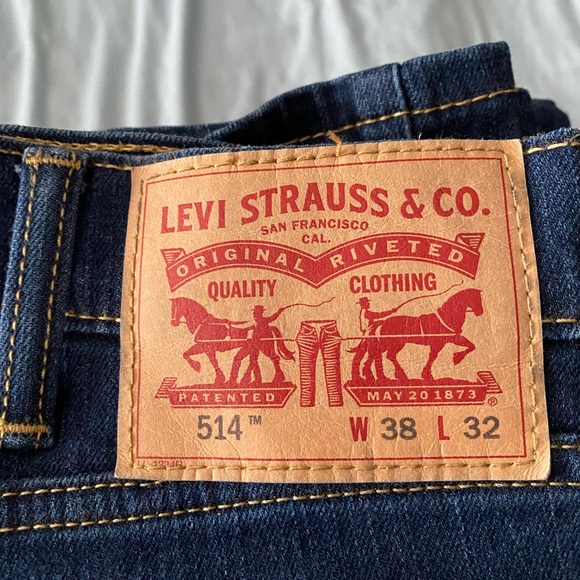 LEVI STRAUSS & CO.
SAN FRANCISCO
CAL.
ORIGINAL RIVETED
QUALITY CLOTHING
PATENTED MAY 20 1873 ®
514™ W 38 L 32